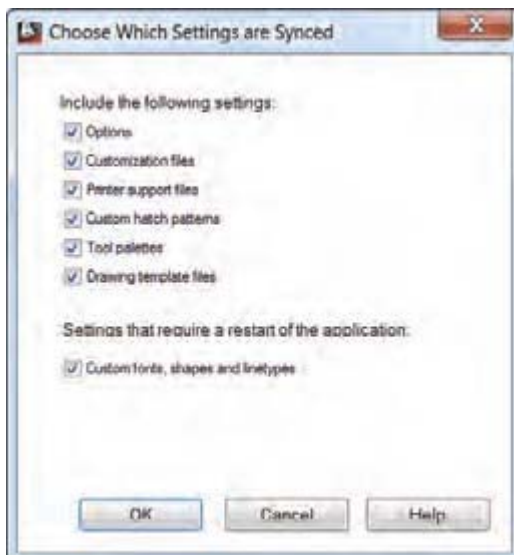 Choose Which Settings are Synced
Include the following settings:
Options
Customization files
Printer support files
Custom hatch patterns
Tool palettes
Drawing template files
Settings that require a restart of the application:
Custom fonts, shapes and linetypes
OK
Cancel
Help